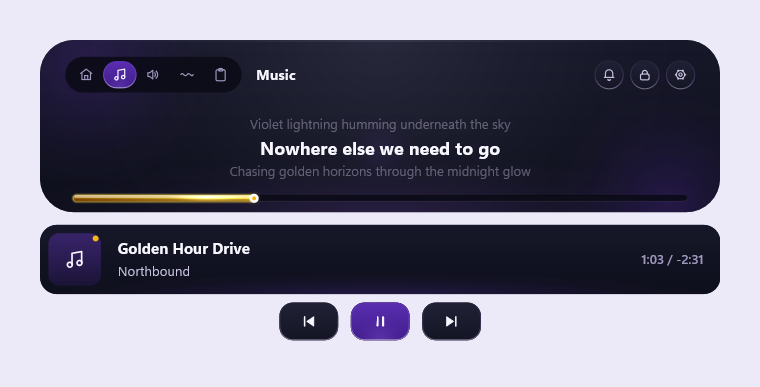 Music
Violet lightning humming underneath the sky
Nowhere else we need to go
Chasing golden horizons through the midnight glow
Golden Hour Drive
Northbound
1:03 / -2:31